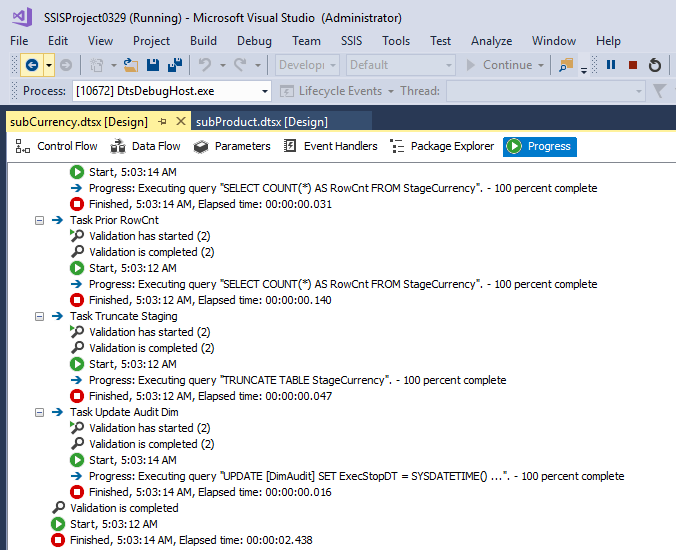 SSISProject0329 (Running) - Microsoft Visual Studio (Administrator)
File Edit View Project Build Debug Team SSIS Tools Test Analyze Window Help
Developi Default Continue
Process: [10672] DtsDebugHost.exe Lifecycle Events Thread:
subCurrency.dtsx [Design] subProduct.dtsx [Design]
Control Flow Data Flow Parameters Event Handlers Package Explorer Progress
Start, 5:03:14 AM
Progress: Executing query "SELECT COUNT(*) AS RowCnt FROM StageCurrency". - 100 percent complete
Finished, 5:03:14 AM, Elapsed time: 00:00:00.031
Task Prior RowCnt
Validation has started (2)
Validation is completed (2)
Start, 5:03:12 AM
Progress: Executing query "SELECT COUNT(*) AS RowCnt FROM StageCurrency". - 100 percent complete
Finished, 5:03:12 AM, Elapsed time: 00:00:00.140
Task Truncate Staging
Validation has started (2)
Validation is completed (2)
Start, 5:03:12 AM
Progress: Executing query "TRUNCATE TABLE StageCurrency". - 100 percent complete
Finished, 5:03:12 AM, Elapsed time: 00:00:00.047
Task Update Audit Dim
Validation has started (2)
Validation is completed (2)
Start, 5:03:14 AM
Progress: Executing query "UPDATE [DimAudit] SET ExecStopDT = SYSDATETIME() ...". - 100 percent complete
Finished, 5:03:14 AM, Elapsed time: 00:00:00.016
Validation is completed
Start, 5:03:12 AM
Finished, 5:03:14 AM, Elapsed time: 00:00:02.438